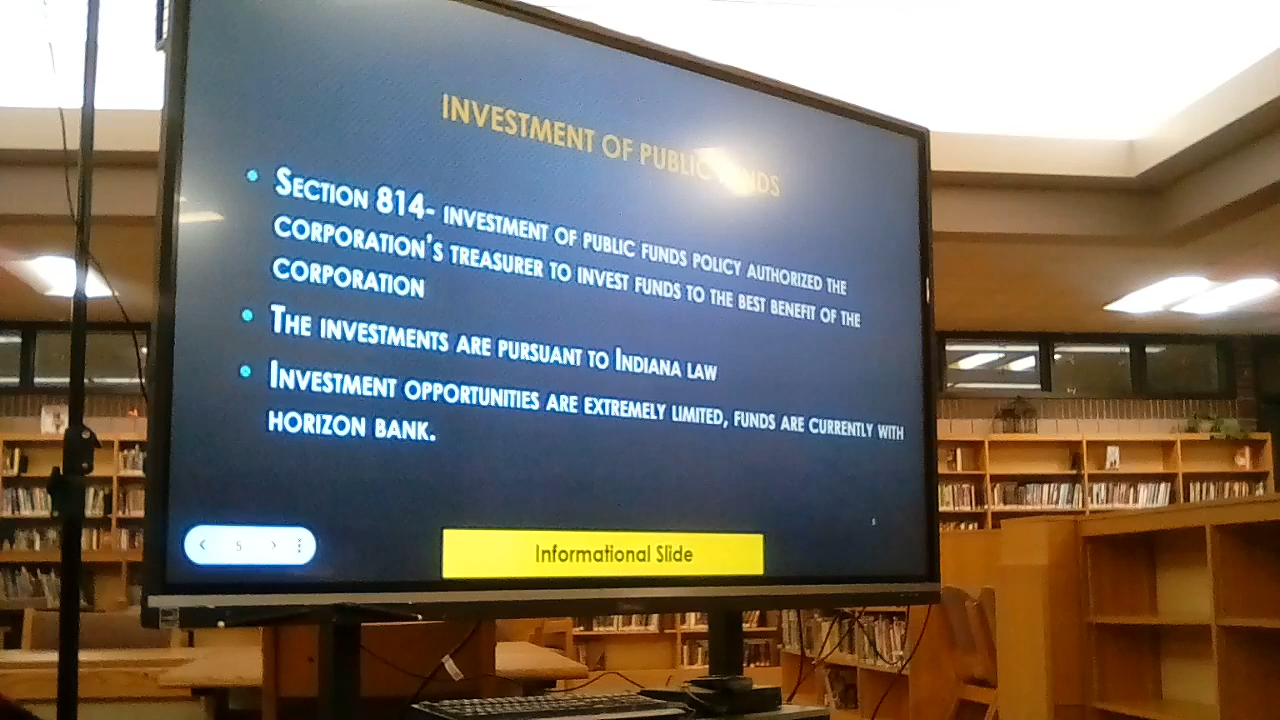 INVESTMENT OF PUBLIC FUNDS
• SECTION 814- INVESTMENT OF PUBLIC FUNDS POLICY AUTHORIZED THE
CORPORATION'S TREASURER TO INVEST FUNDS TO THE BEST BENEFIT OF THE
CORPORATION
• THE INVESTMENTS ARE PURSUANT TO INDIANA LAW
• INVESTMENT OPPORTUNITIES ARE EXTREMELY LIMITED, FUNDS ARE CURRENTLY WITH
HORIZON BANK.
5
5
Informational Slide